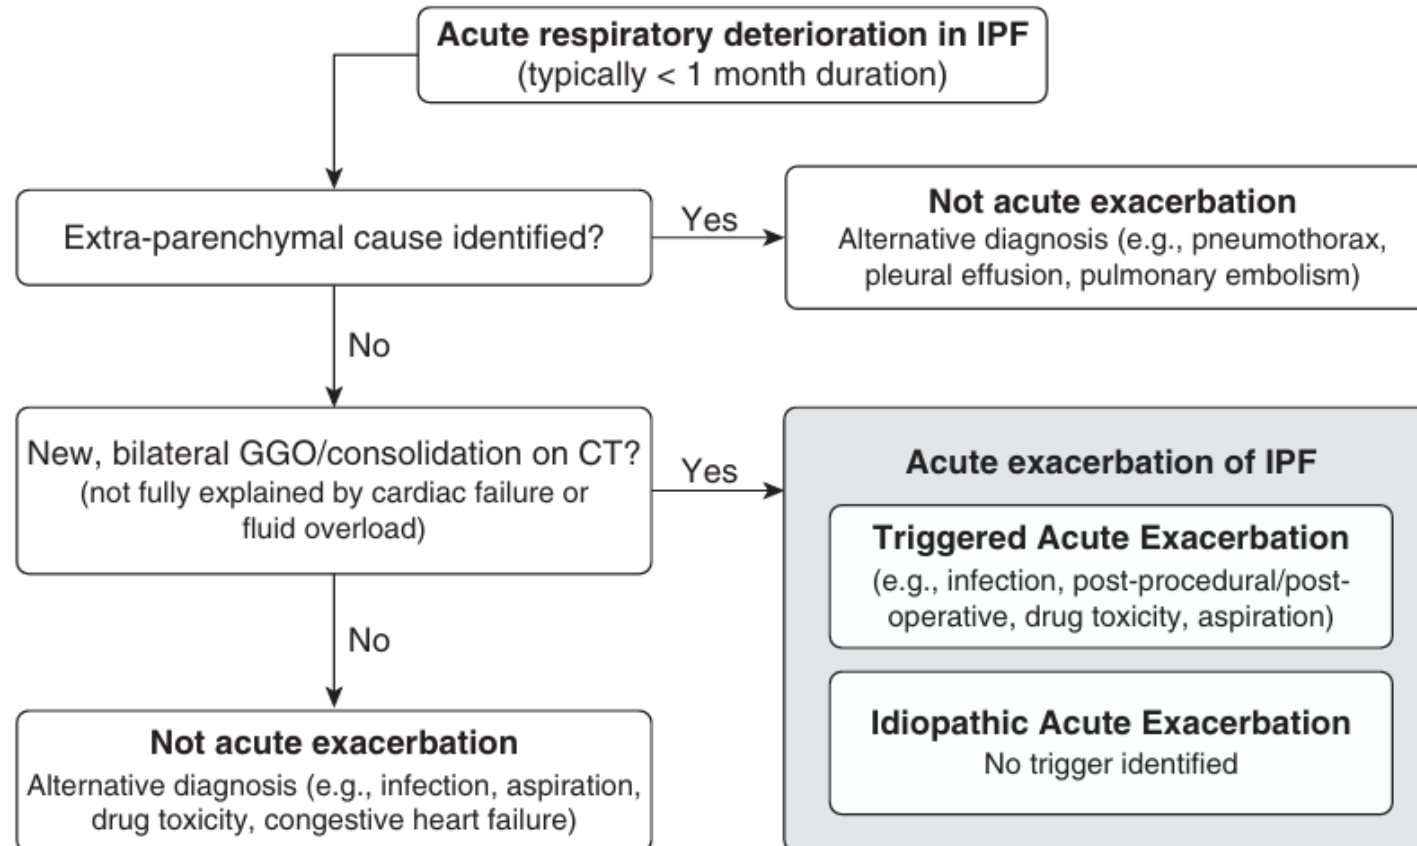 Acute respiratory deterioration in IPF
(typically < 1 month duration)
Extra-parenchymal cause identified?
Yes
Not acute exacerbation
Alternative diagnosis (e.g., pneumothorax,
pleural effusion, pulmonary embolism)
No
New, bilateral GGO/consolidation on CT?
(not fully explained by cardiac failure or
fluid overload)
Yes
Acute exacerbation of IPF
Triggered Acute Exacerbation
(e.g., infection, post-procedural/post-
operative, drug toxicity, aspiration)
Idiopathic Acute Exacerbation
No trigger identified
No
Not acute exacerbation
Alternative diagnosis (e.g., infection, aspiration,
drug toxicity, congestive heart failure)